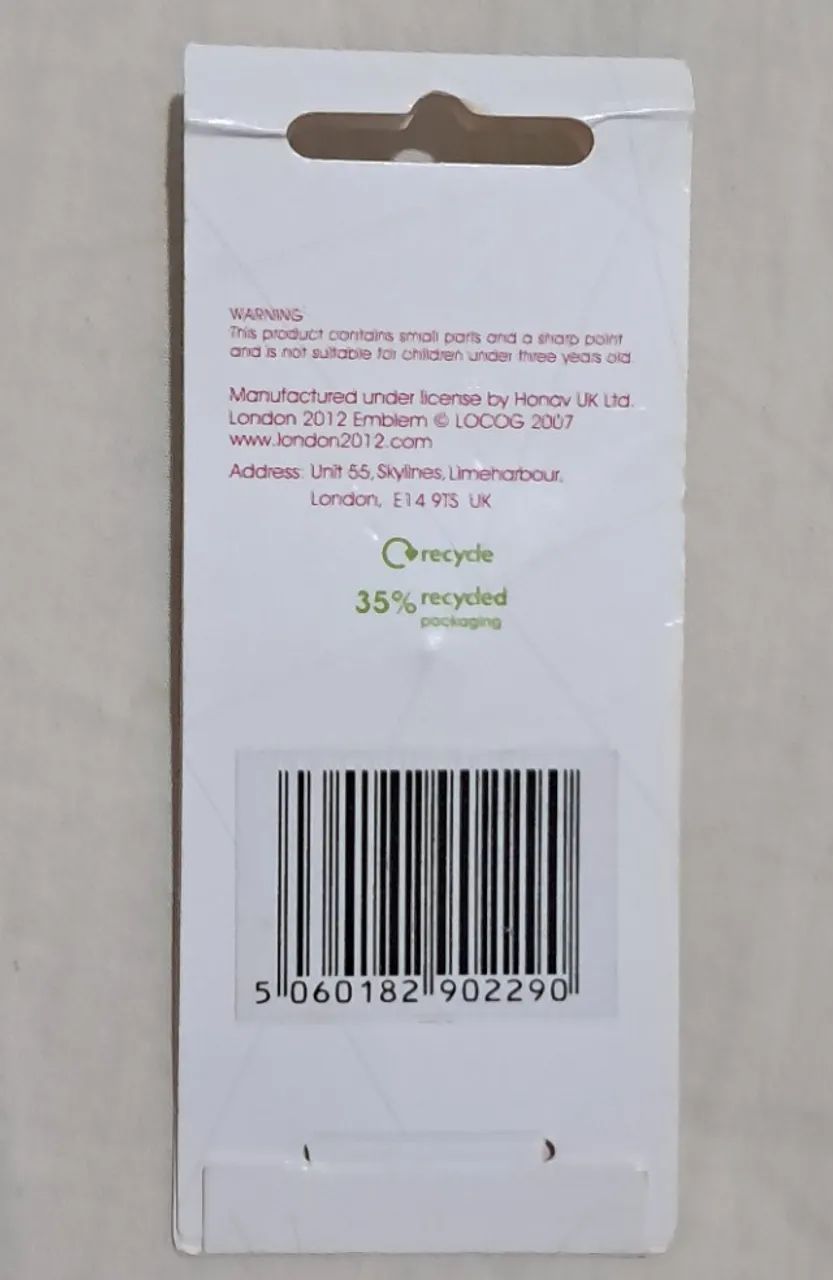 WARNING
This product contains small parts and a sharp point
and is not suitable for children under three years old.
Manufactured under license by Honav UK Ltd.
London 2012 Emblem © LOCOG 2007
www.london2012.com
Address: Unit 55, Skylines, Limeharbour,
London, E14 9TS UK
recycle
35% recycled
packaging
5 060182 902290